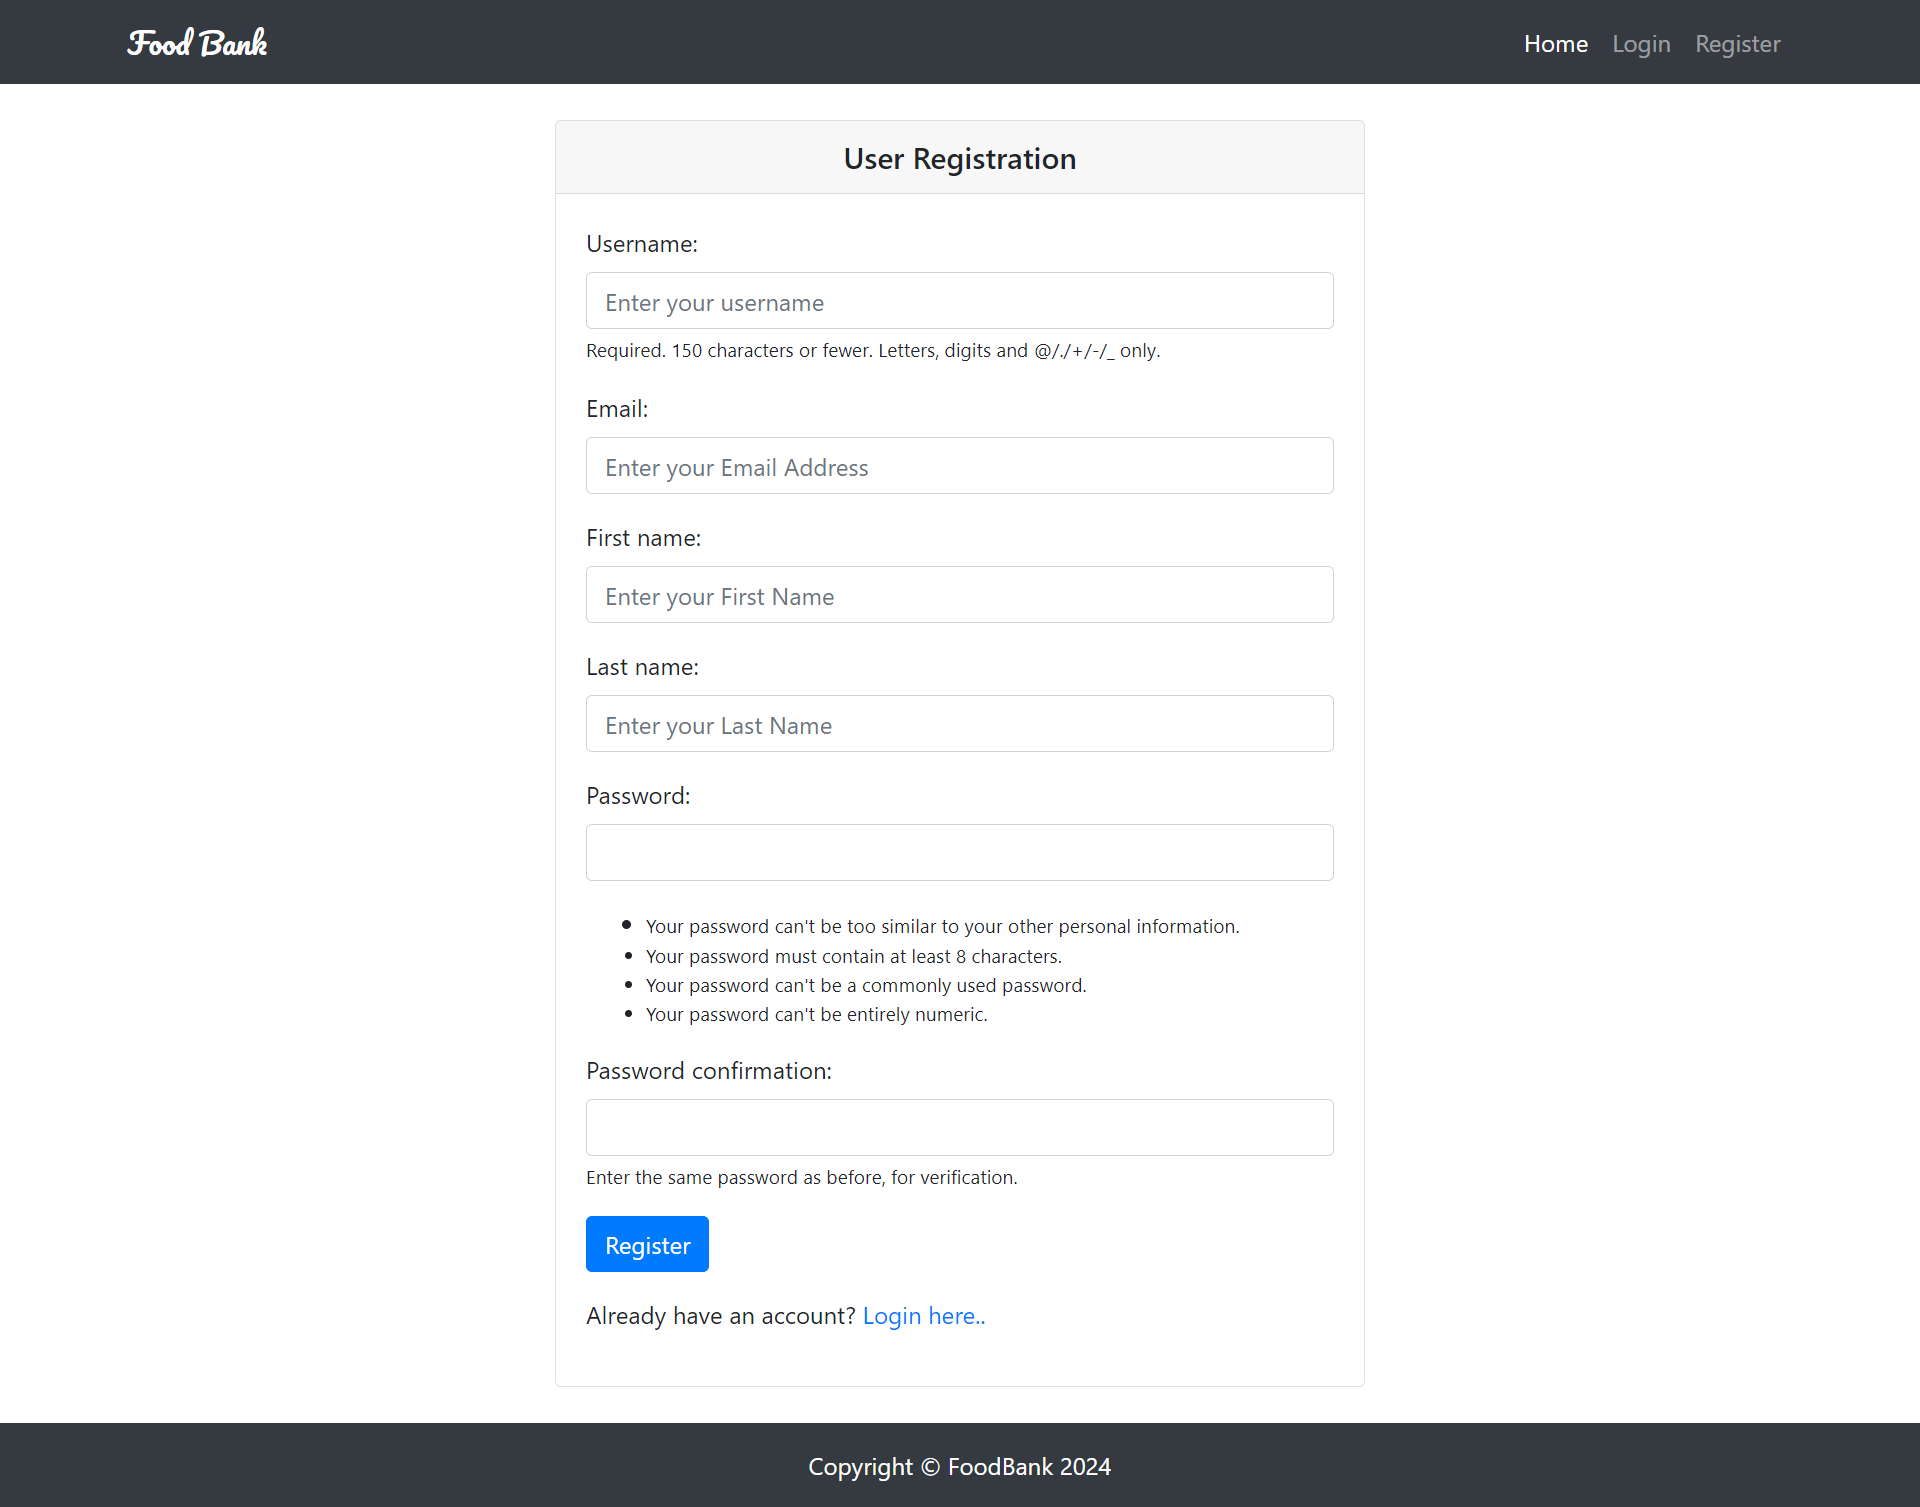 Food Bank
Home Login Register
User Registration
Username:
Enter your username
Required. 150 characters or fewer. Letters, digits and @/./+/-/_ only.
Email:
Enter your Email Address
First name:
Enter your First Name
Last name:
Enter your Last Name
Password:
• Your password can't be too similar to your other personal information.
• Your password must contain at least 8 characters.
• Your password can't be a commonly used password.
• Your password can't be entirely numeric.
Password confirmation:
Enter the same password as before, for verification.
Register
Already have an account? Login here..
Copyright © FoodBank 2024